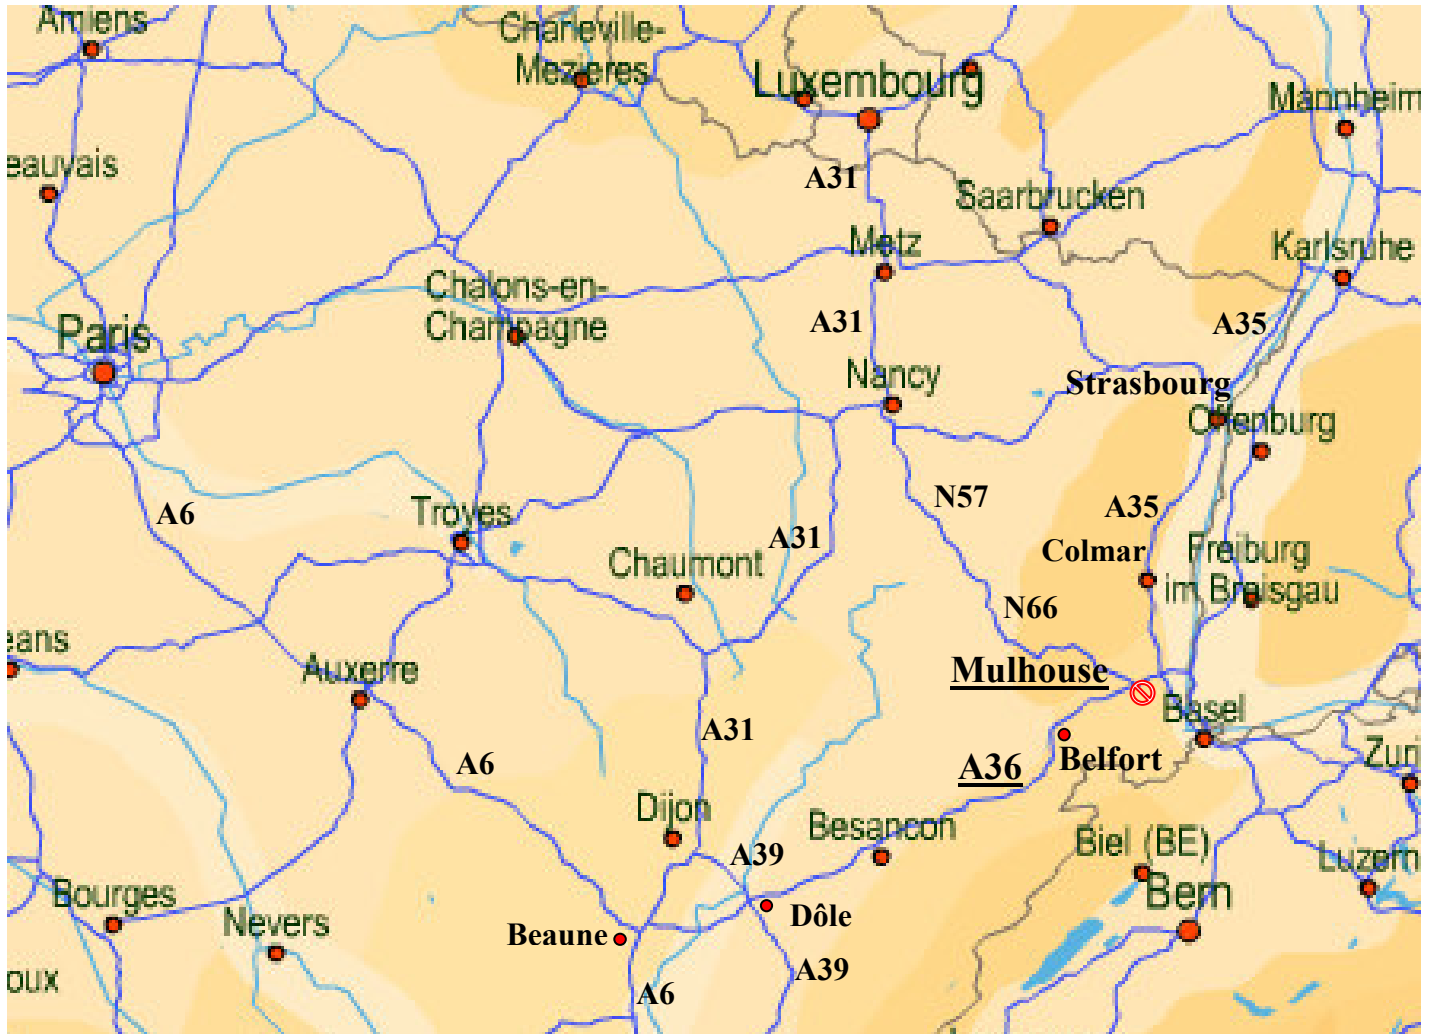 Amiens
Charleville-
Mezieres
Luxembourg
Mannheim
eauvais
A31
Saarbrucken
Metz
Karlsruhe
Chalons-en-
Champagne
Paris
A31
A35
Nancy
Strasbourg
Offenburg
A6
Troyes
N57
A35
A31
Chaumont
Colmar
Freiburg
im Breisgau
N66
eans
Auxerre
Mulhouse
Basel
A31
A6
A36
Belfort
Zuri
Dijon
Besancon
A39
Biel (BE)
Luzern
Bern
Bourges
Nevers
Beaune
Dôle
A39
oux
A6